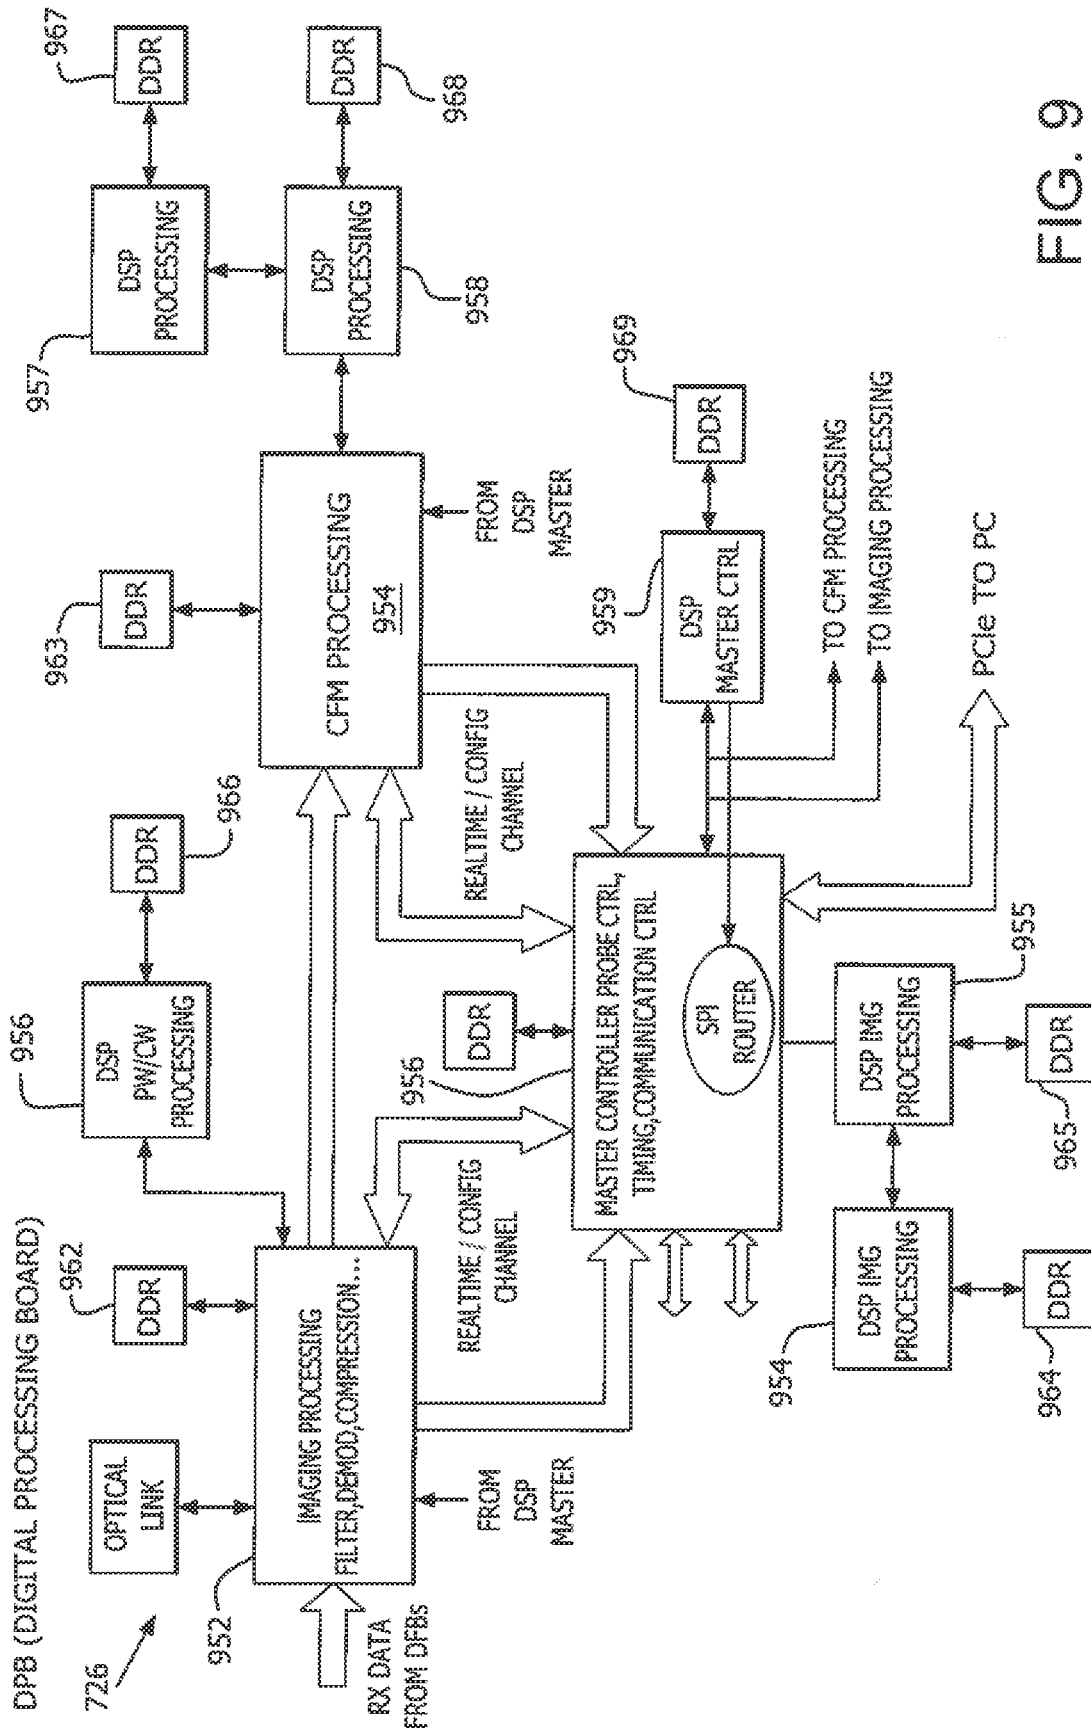 DPB (DIGITAL PROCESSING BOARD)
726
OPTICAL
LINK
DDR
962
952
IMAGING PROCESSING
FILTER,DEMOD,COMPRESSION...
RX DATA
FROM DFBs
FROM
DSP
MASTER
956
DSP
PW/CW
PROCESSING
DDR
966
963
DDR
CFM PROCESSING
954
FROM
DSP
MASTER
957
DSP
PROCESSING
DDR
967
DSP
PROCESSING
958
DDR
968
REALTIME / CONFIG
CHANNEL
REALTIME / CONFIG
CHANNEL
956
DDR
MASTER CONTROLLER PROBE CTRL,
TIMING,COMMUNICATION CTRL
SPI
ROUTER
959
DSP
MASTER CTRL
DDR
969
TO CFM PROCESSING
TO IMAGING PROCESSING
PCIe TO PC
954
DSP IMG
PROCESSING
DSP IMG
PROCESSING
955
964
DDR
965
DDR
FIG. 9